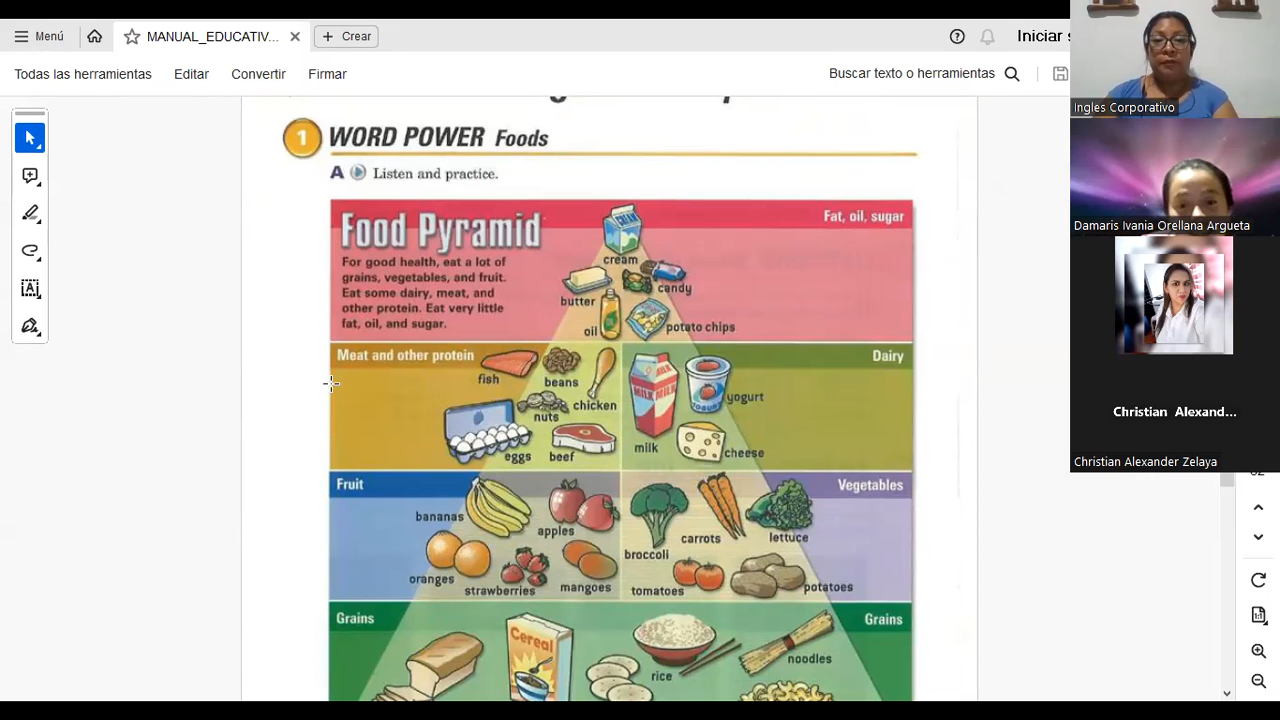 Menú
MANUAL_EDUCATIV...
Crear
Iniciar s
Todas las herramientas
Editar
Convertir
Firmar
Buscar texto o herramientas
1 WORD POWER Foods
A Listen and practice.
Food Pyramid
For good health, eat a lot of
grains, vegetables, and fruit.
Eat some dairy, meat, and
other protein. Eat very little
fat, oil, and sugar.
Fat, oil, sugar
CREAM
cream
butter
candy
oil
potato chips
Meat and other protein
fish
beans
chicken
nuts
eggs
beef
Dairy
MILK
MILK MILK
YOGURT
yogurt
milk
cheese
Fruit
bananas
apples
oranges
strawberries
mangoes
Vegetables
broccoli
carrots
lettuce
tomatoes
potatoes
Grains
Grains
Cereal
rice
noodles
Ingles Corporativo
Damaris Ivania Orellana Argueta
Christian Alexand...
Christian Alexander Zelaya